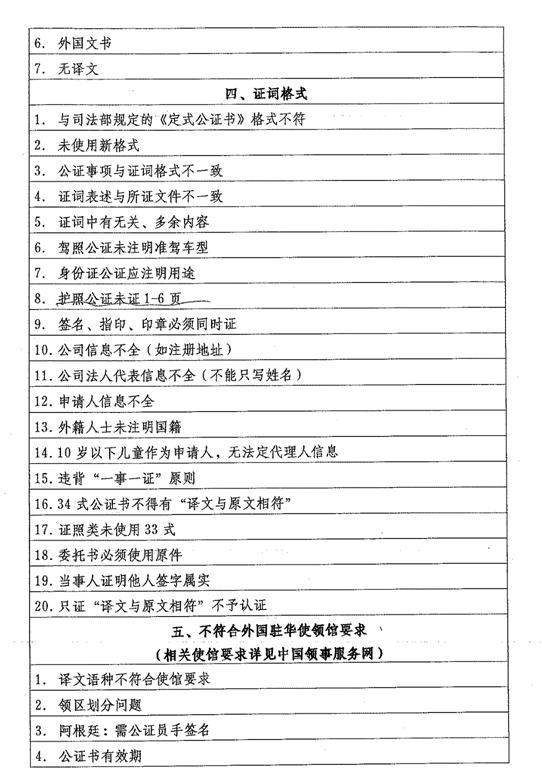 6. 外国文书
7. 无译文
四、证词格式
1. 与司法部规定的《定式公证书》格式不符
2. 未使用新格式
3. 公证事项与证词格式不一致
4. 证词表述与所证文件不一致
5. 证词中有无关、多余内容
6. 驾照公证未注明准驾车型
7. 身份证公证应注明用途
8. 护照公证未证1-6页
9. 签名、指印、印章必须同时证
10. 公司信息不全（如注册地址）
11. 公司法人代表信息不全（不能只写姓名）
12. 申请人信息不全
13. 外籍人士未注明国籍
14. 10岁以下儿童作为申请人，无法定代理人信息
15. 违背“一事一证”原则
16. 34式公证书不得有“译文与原文相符”
17. 证照类未使用33式
18. 委托书必须使用原件
19. 当事人证明他人签字属实
20. 只证“译文与原文相符”不予认证
五、不符合外国驻华使领馆要求
（相关使馆要求详见中国领事服务网）
1. 译文语种不符合使馆要求
2. 领区划分问题
3. 阿根廷：需公证员手签名
4. 公证书有效期